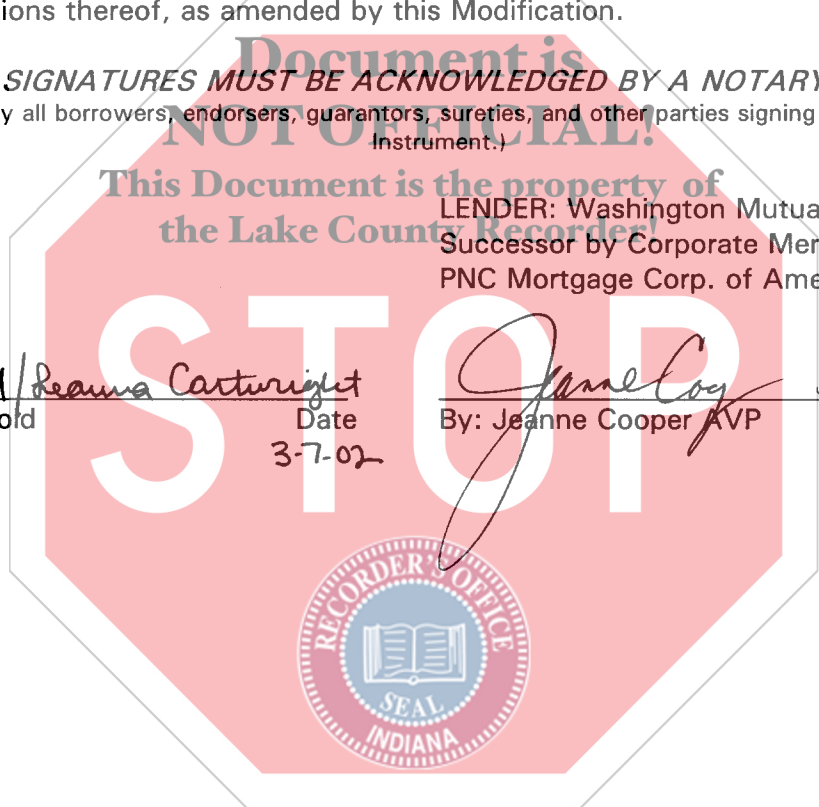 ions thereof, as amended by this Modification.
Document is
SIGNATURES MUST BE ACKNOWLEDGED BY A NOTARY
y all borrowers, endorsers, guarantors, sureties, and other parties signing
NOT OFFICIAL!
Instrument.)
This Document is the property of
LENDER: Washington Mutua
the Lake County Recorder!
Successor by Corporate Mer
PNC Mortgage Corp. of Ame
STOP
Leanna Cartwright
old Date By: Jeanne Cooper AVP
3-7-02
RECORDER'S OFFICE
SEAL
INDIANA